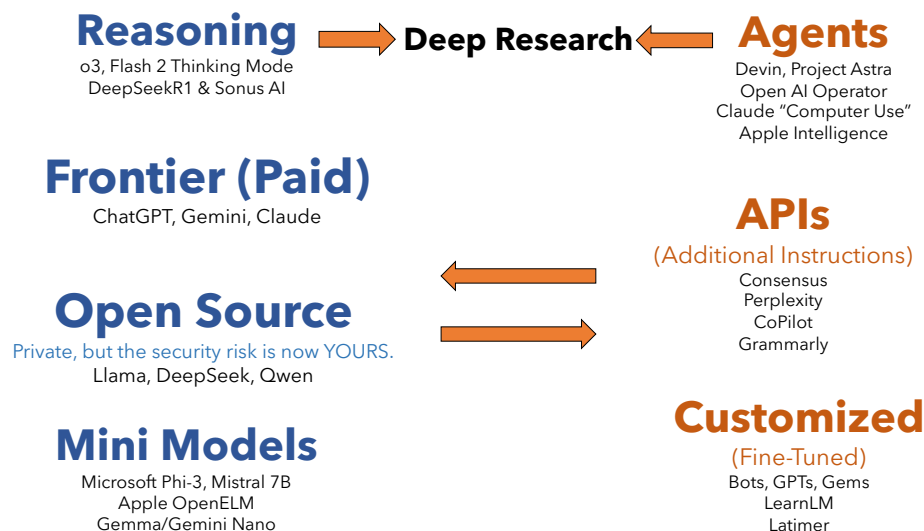 Reasoning
o3, Flash 2 Thinking Mode
DeepSeekR1 & Sonus AI
Deep Research
Agents
Devin, Project Astra
Open AI Operator
Claude “Computer Use”
Apple Intelligence
Frontier (Paid)
ChatGPT, Gemini, Claude
APIs
(Additional Instructions)
Consensus
Perplexity
CoPilot
Grammarly
Open Source
Private, but the security risk is now YOURS.
Llama, DeepSeek, Qwen
Mini Models
Microsoft Phi-3, Mistral 7B
Apple OpenELM
Gemma/Gemini Nano
Customized
(Fine-Tuned)
Bots, GPTs, Gems
LearnLM
Latimer